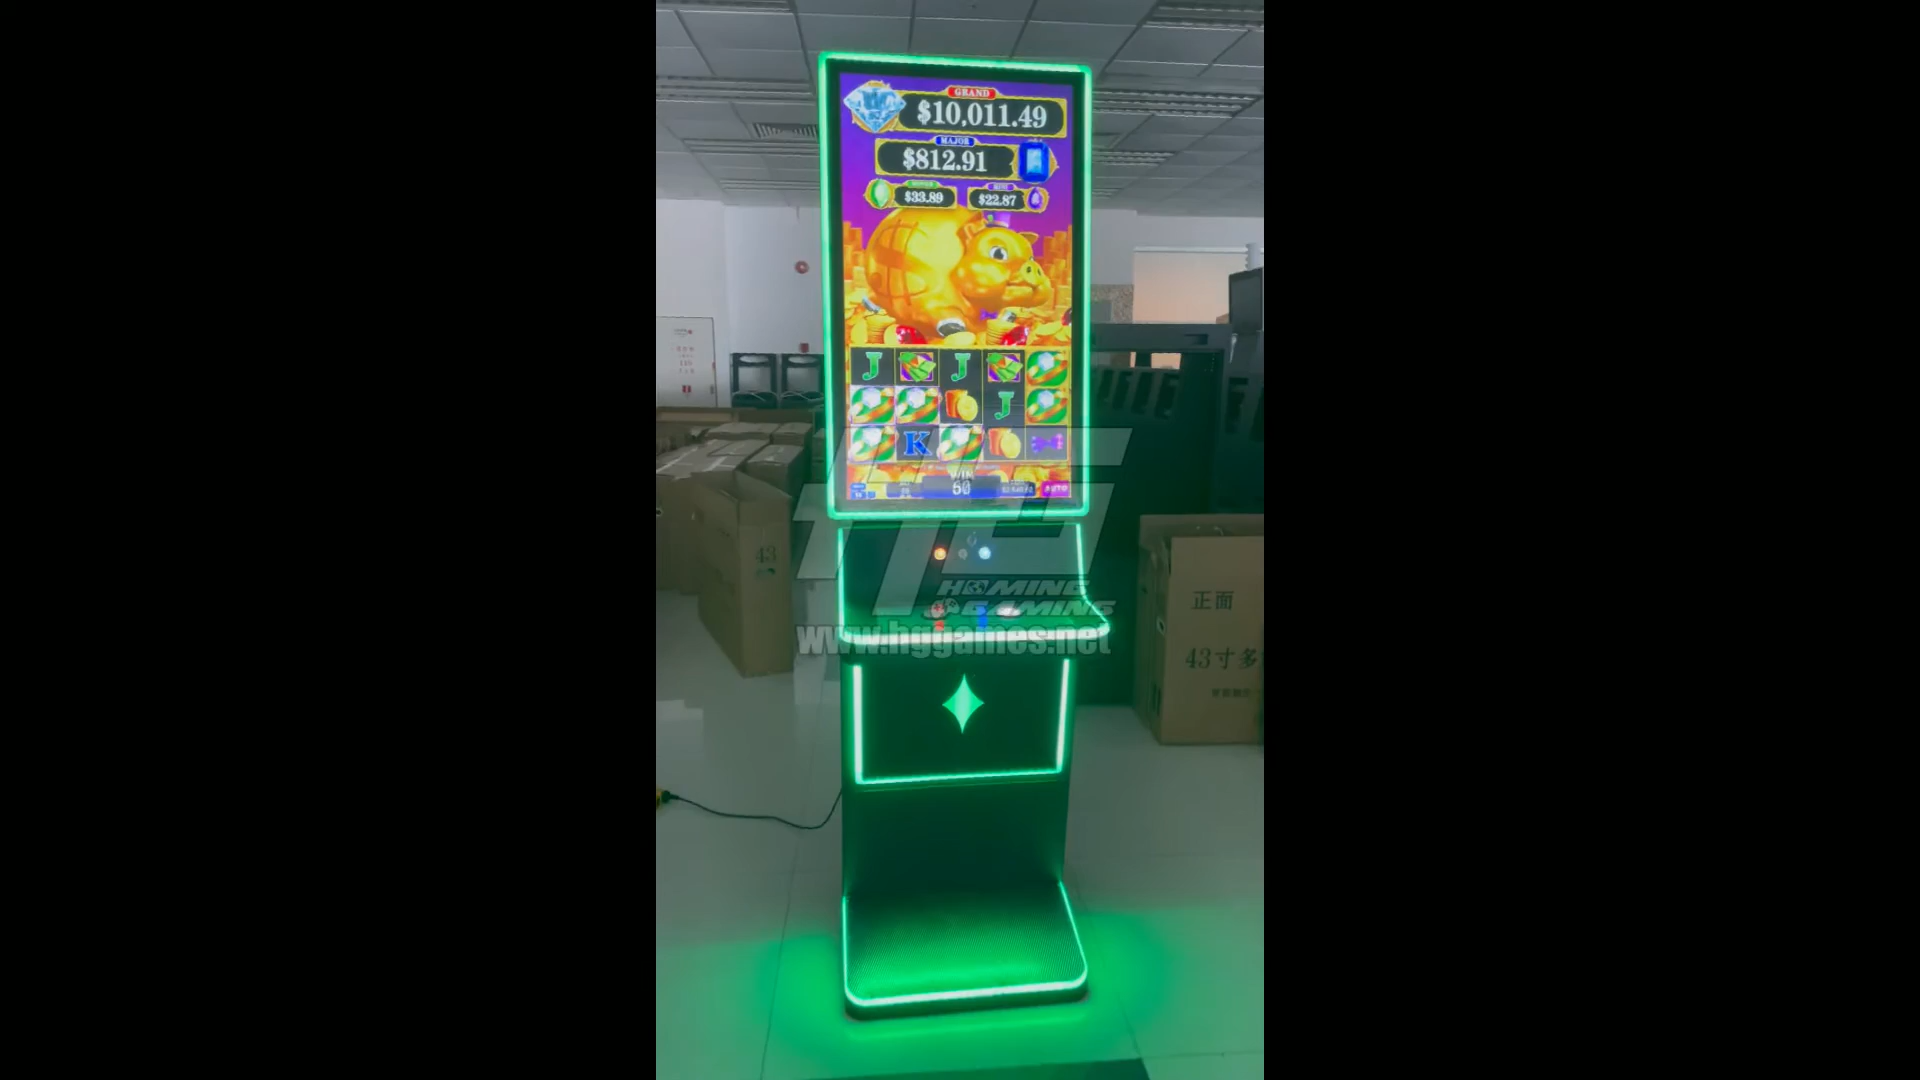 GRAND
$10,011.49
MAJOR
$812.91
$33.89
$22.87
J
J
J
K
WIN
60
43
HOMING
GAMING
www.hggames.net
正面
43寸多